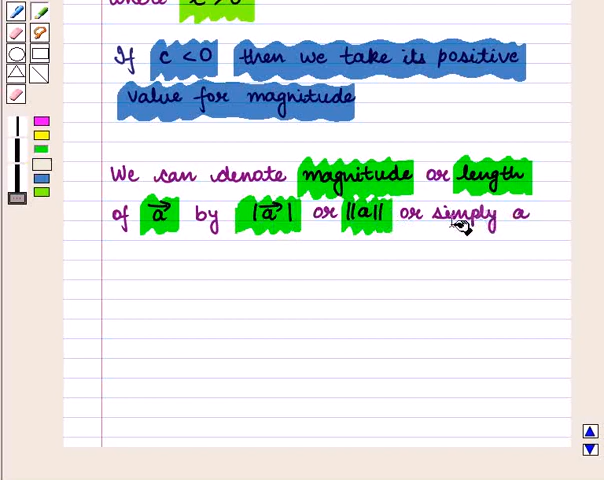 If c < 0 then we take its positive
value for magnitude
We can denote magnitude or length
of a⃗ by |a⃗| or ||a|| or simply a